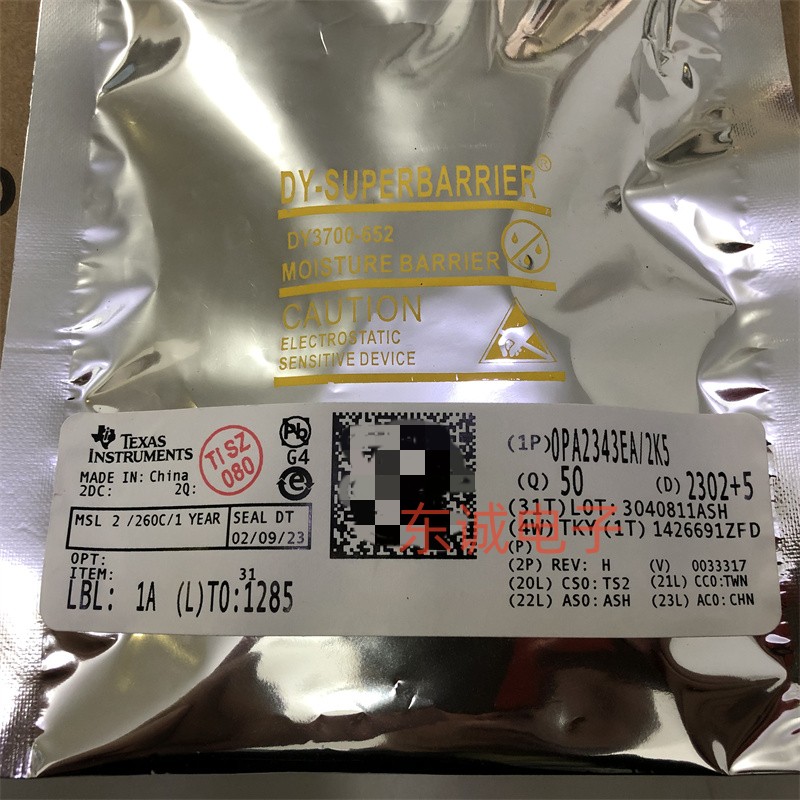 DY-SUPERBARRIER®
DY3700-652
MOISTURE BARRIER
CAUTION
ELECTROSTATIC
SENSITIVE DEVICE
TEXAS
INSTRUMENTS
MADE IN: China
2DC: 2Q:
TI SZ
080
Pb
G4
e
MSL 2 /260C/1 YEAR
SEAL DT
02/09/23
OPT:
ITEM: 31
LBL: 1A (L)TO:1285
(1P)OPA2343EA/2K5
(Q) 50 (D) 2302+5
(31T)LOT: 3040811ASH
(4W)TKY(1T) 1426691ZFD
东诚电子
(P)
(2P) REV: H (V) 0033317
(20L) CSO:TS2 (21L) CCO:TWN
(22L) ASO:ASH (23L) ACO:CHN